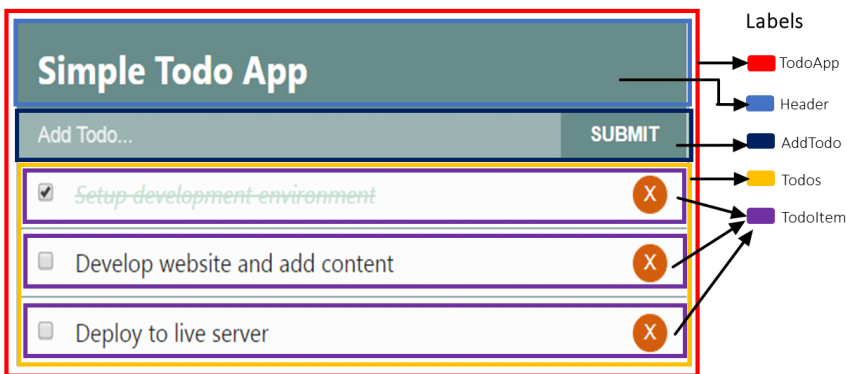 Labels
Simple Todo App
TodoApp
Header
Add Todo...
SUBMIT
AddTodo
Todos
Setup development environment
X
TodoItem
Develop website and add content
X
Deploy to live server
X